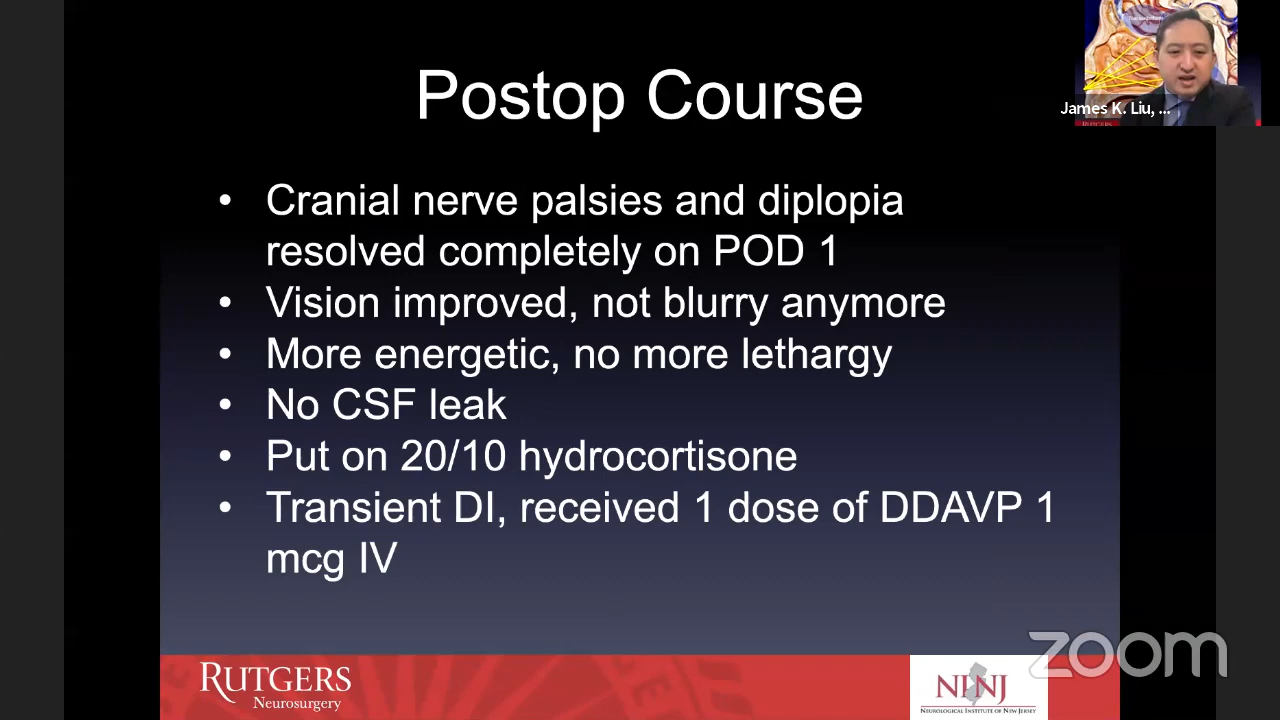 Postop Course
James K. Liu, ...
• Cranial nerve palsies and diplopia
resolved completely on POD 1
• Vision improved, not blurry anymore
• More energetic, no more lethargy
• No CSF leak
• Put on 20/10 hydrocortisone
• Transient DI, received 1 dose of DDAVP 1
mcg IV
zoom
RUTGERS
Neurosurgery
NINJ
NEUROLOGICAL INSTITUTE OF NEW JERSEY